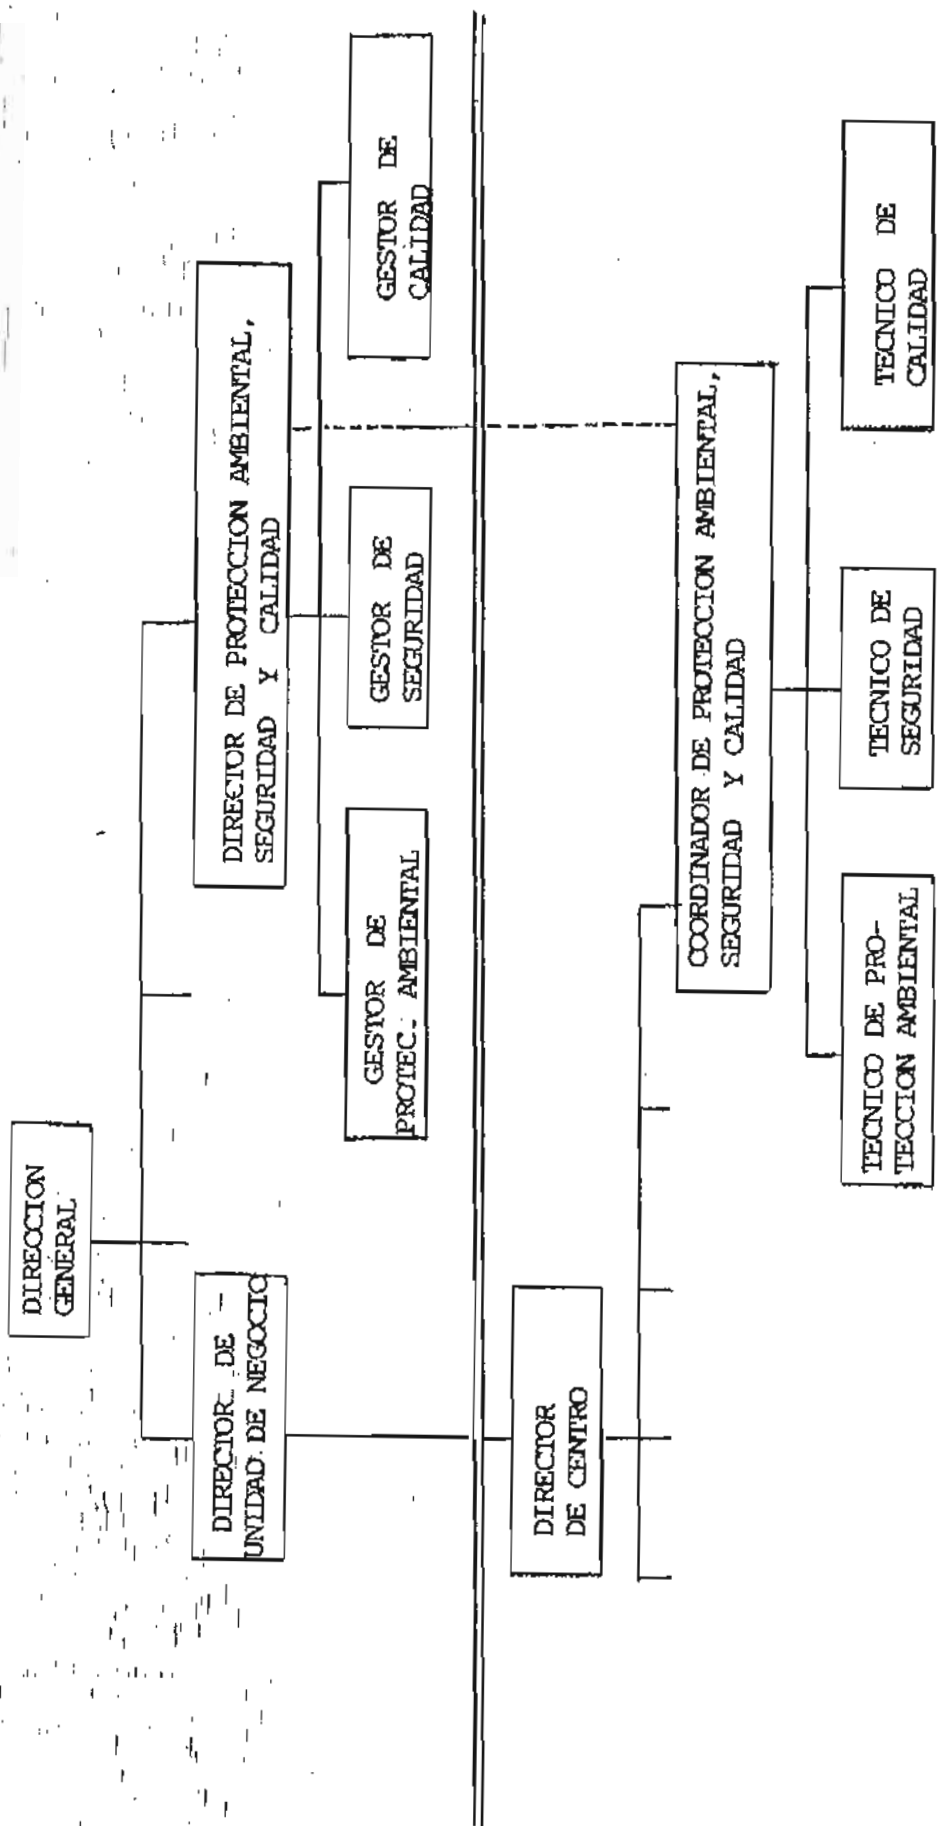 DIRECCION
GENERAL
DIRECTOR DE
UNIDAD DE NEGOCIO
DIRECTOR DE PROTECCION AMBIENTAL,
SEGURIDAD Y CALIDAD
GESTOR DE
PROTEC. AMBIENTAL
GESTOR DE
SEGURIDAD
GESTOR DE
CALIDAD
DIRECTOR
DE CENTRO
COORDINADOR DE PROTECCION AMBIENTAL,
SEGURIDAD Y CALIDAD
TECNICO DE PRO-
TECCION AMBIENTAL
TECNICO DE
SEGURIDAD
TECNICO DE
CALIDAD